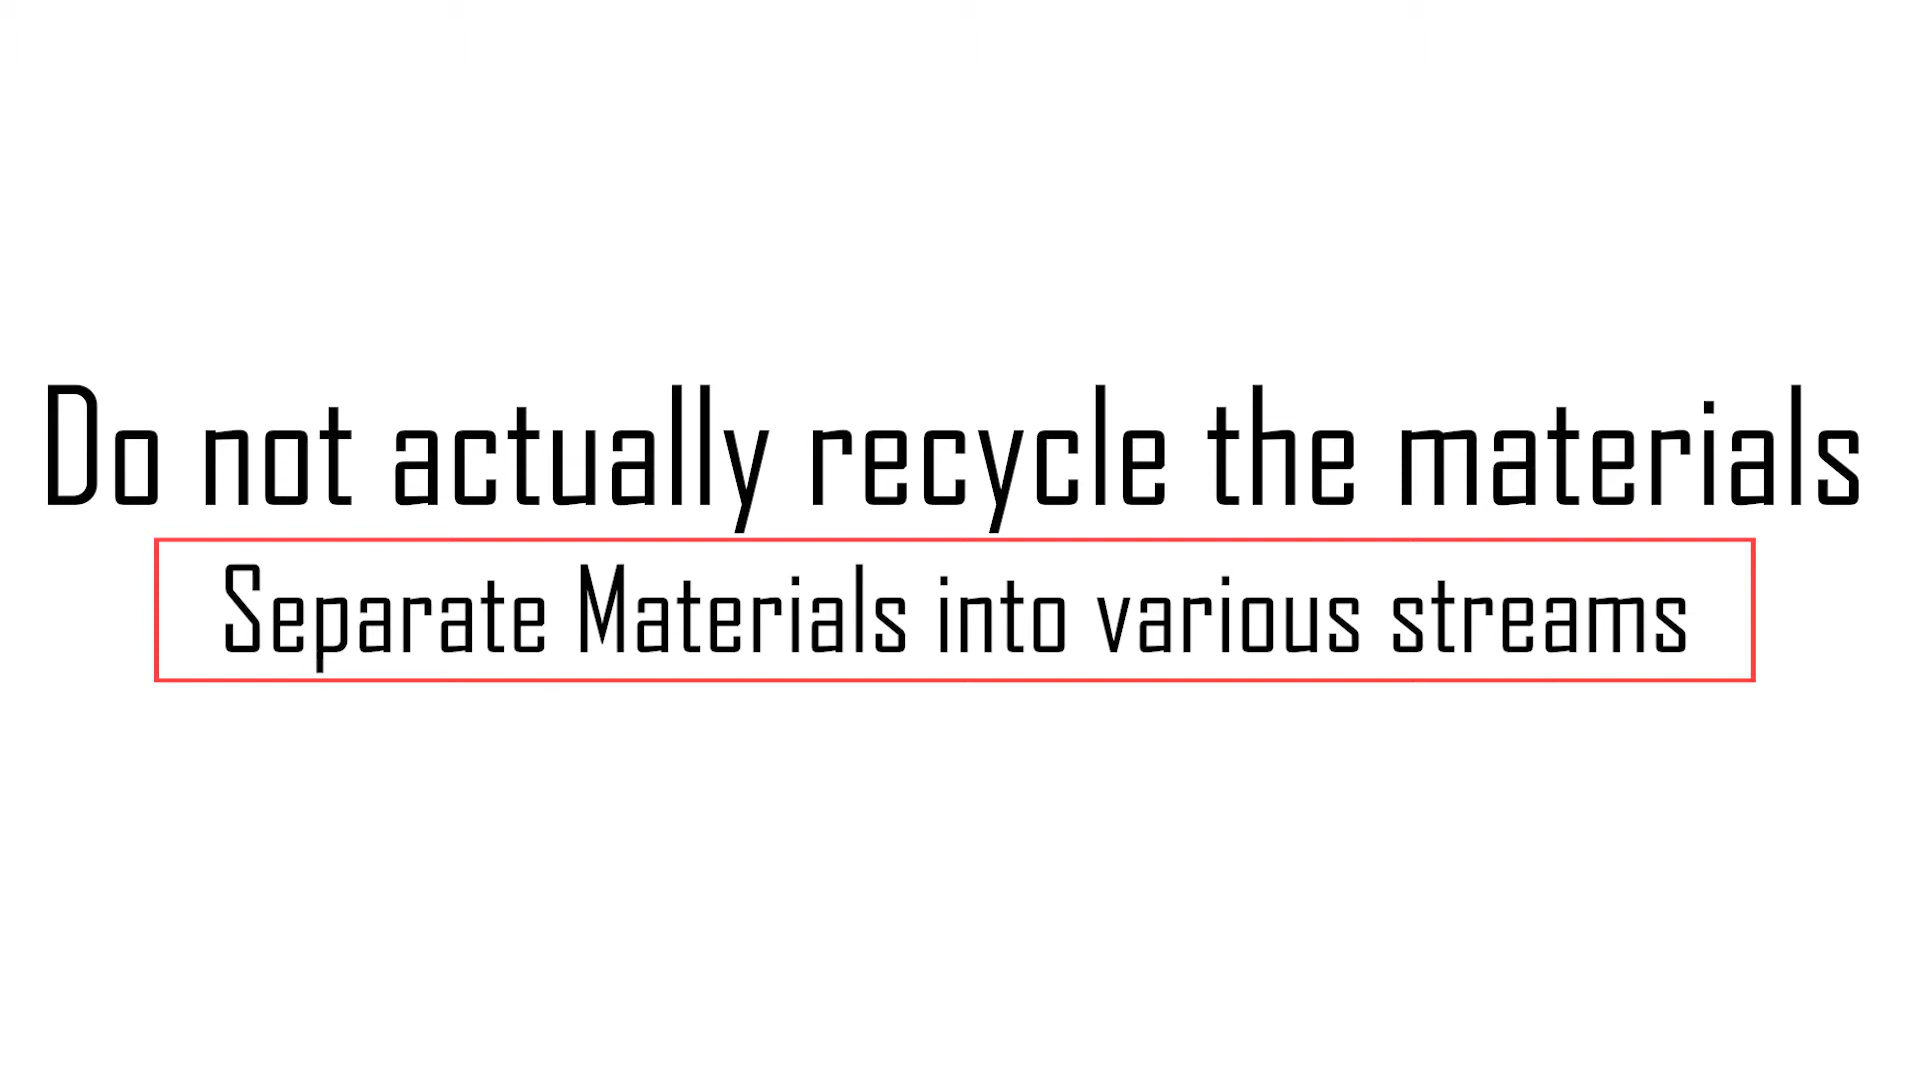 Do not actually recycle the materials
Separate Materials into various streams